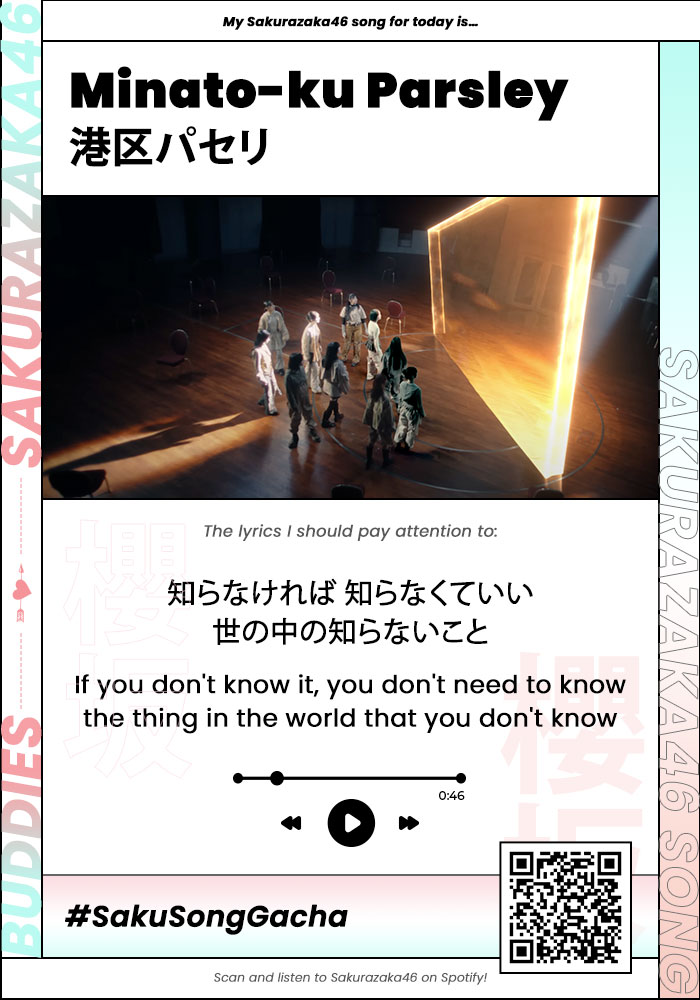 My Sakurazaka46 song for today is...
Minato-ku Parsley
港区パセリ
SAKURAZAKA46
BUDDIES
SAKURAZAKA46 SONG
The lyrics I should pay attention to:
櫻坂
知らなければ 知らなくていい
世の中の知らないこと
If you don't know it, you don't need to know
the thing in the world that you don't know
櫻坂
0:46
#SakuSongGacha
Scan and listen to Sakurazaka46 on Spotify!